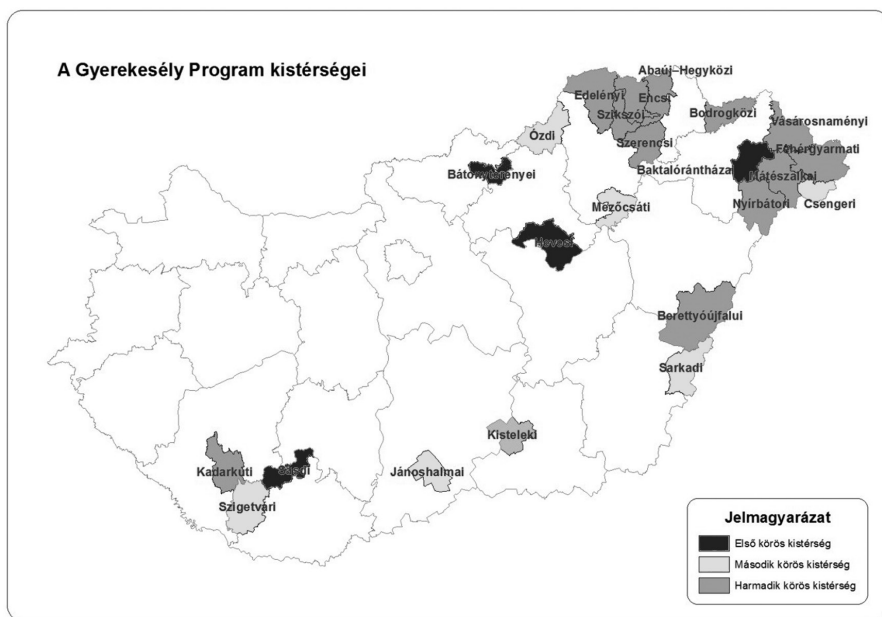 A Gyerekesély Program kistérségei
Abaúj–Hegyközi
Edelényi
Encsi
Szikszói
Bodrogközi
Vásárosnaményi
Ózdi
Szerencsi
Fehérgyarmati
Baktalórántházai
Mátészalkai
Bátonyterenyei
Nyírbátori
Csengeri
Mezőcsáti
Hevesi
Berettyóújfalui
Sarkadi
Kisteleki
Kadarkúti
Sásdi
Jánoshalmai
Szigetvári
Jelmagyarázat
Első körös kistérség
Második körös kistérség
Harmadik körös kistérség